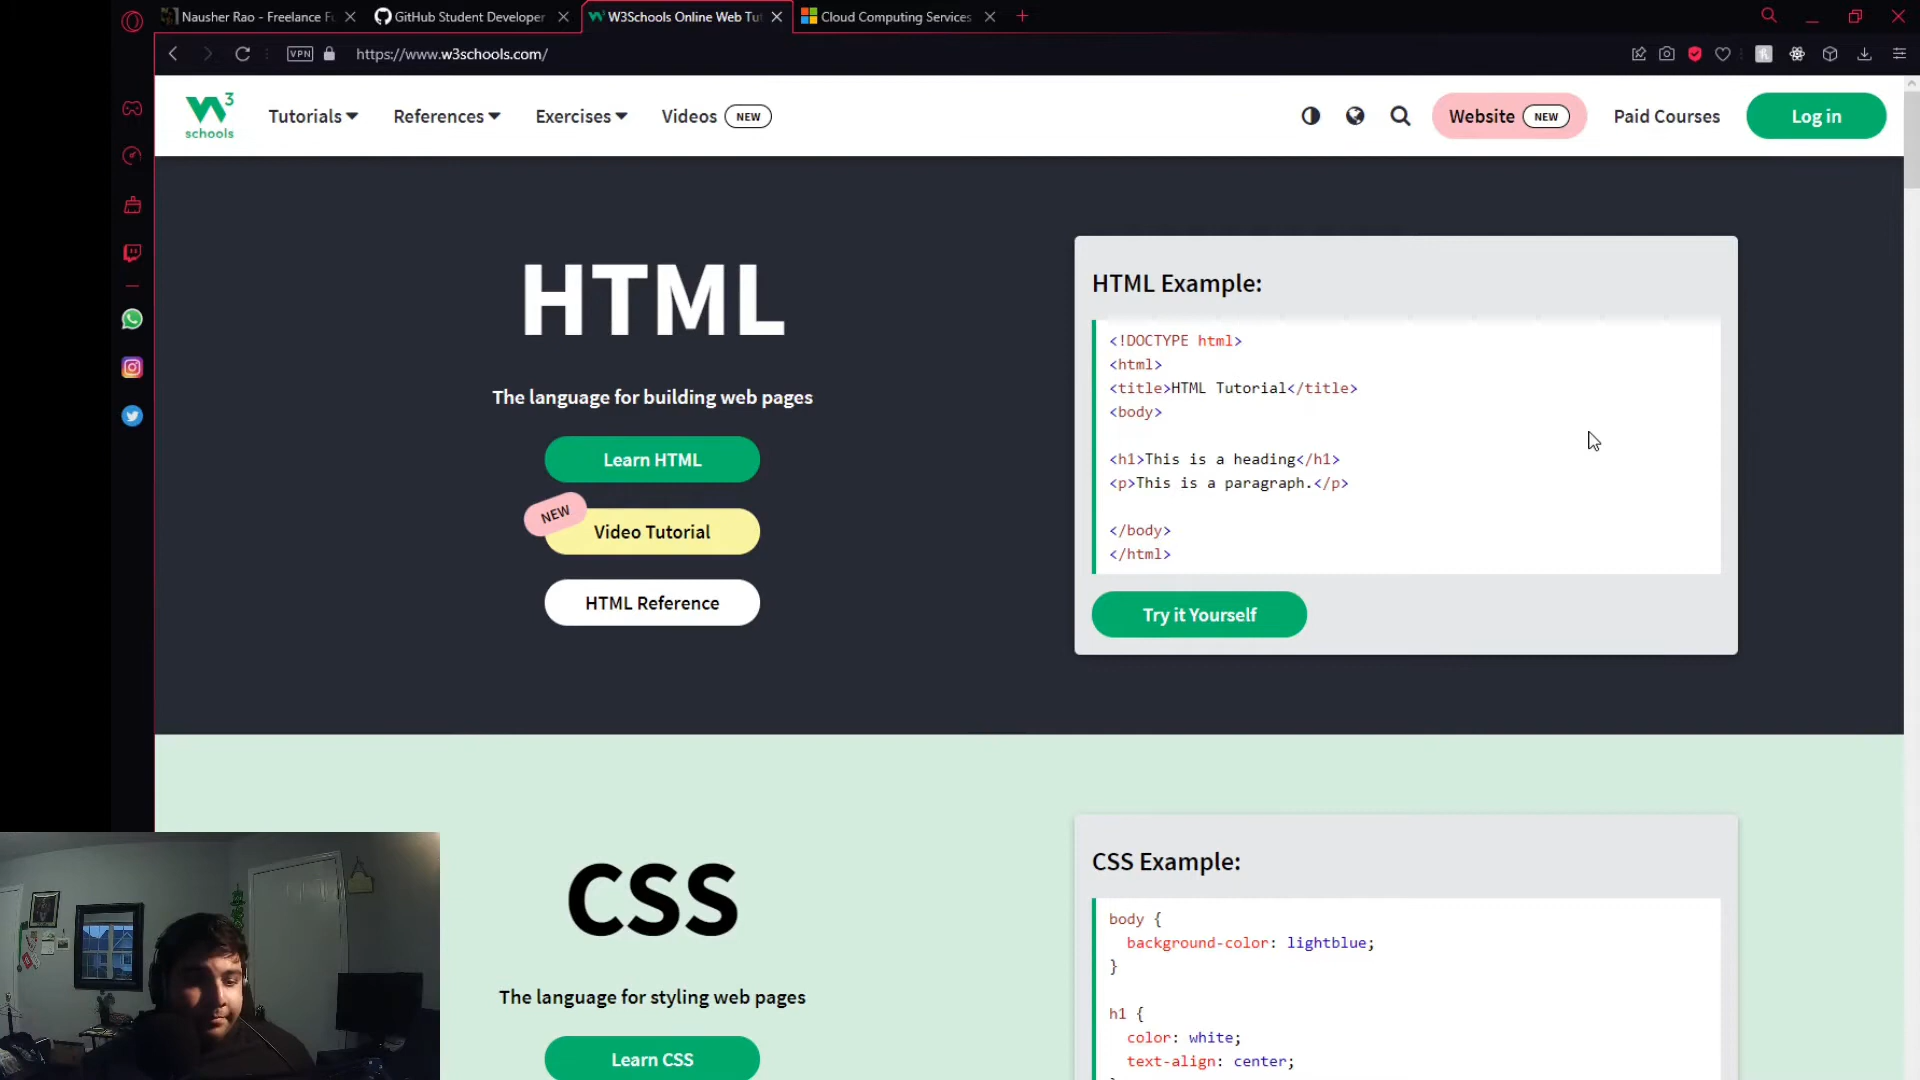 Nausher Rao - Freelance Fu
GitHub Student Developer
W3Schools Online Web Tut
Cloud Computing Services
VPN
https://www.w3schools.com/
W3
schools
Tutorials
References
Exercises
Videos NEW
Website NEW
Paid Courses
Log in
HTML
The language for building web pages
Learn HTML
NEW
Video Tutorial
HTML Reference
HTML Example:
<!DOCTYPE html>
<html>
<title>HTML Tutorial</title>
<body>
<h1>This is a heading</h1>
<p>This is a paragraph.</p>
</body>
</html>
Try it Yourself
CSS
The language for styling web pages
Learn CSS
CSS Example:
body {
background-color: lightblue;
}
h1 {
color: white;
text-align: center;